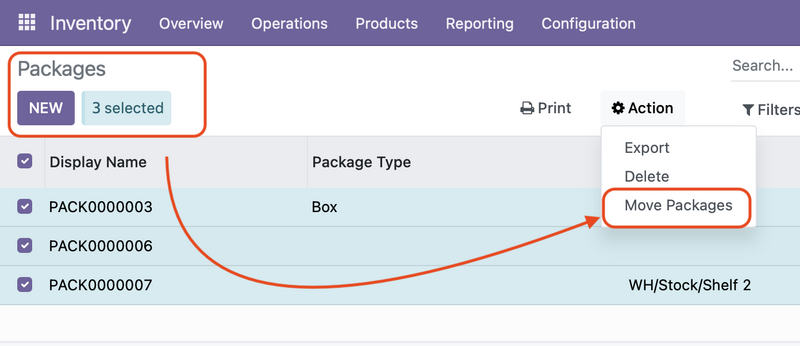 Inventory Overview Operations Products Reporting Configuration
Packages
Search...
NEW 3 selected Print Action Filters
Export
Delete
Move Packages
Display Name Package Type
PACK0000003 Box
PACK0000006
PACK0000007 WH/Stock/Shelf 2